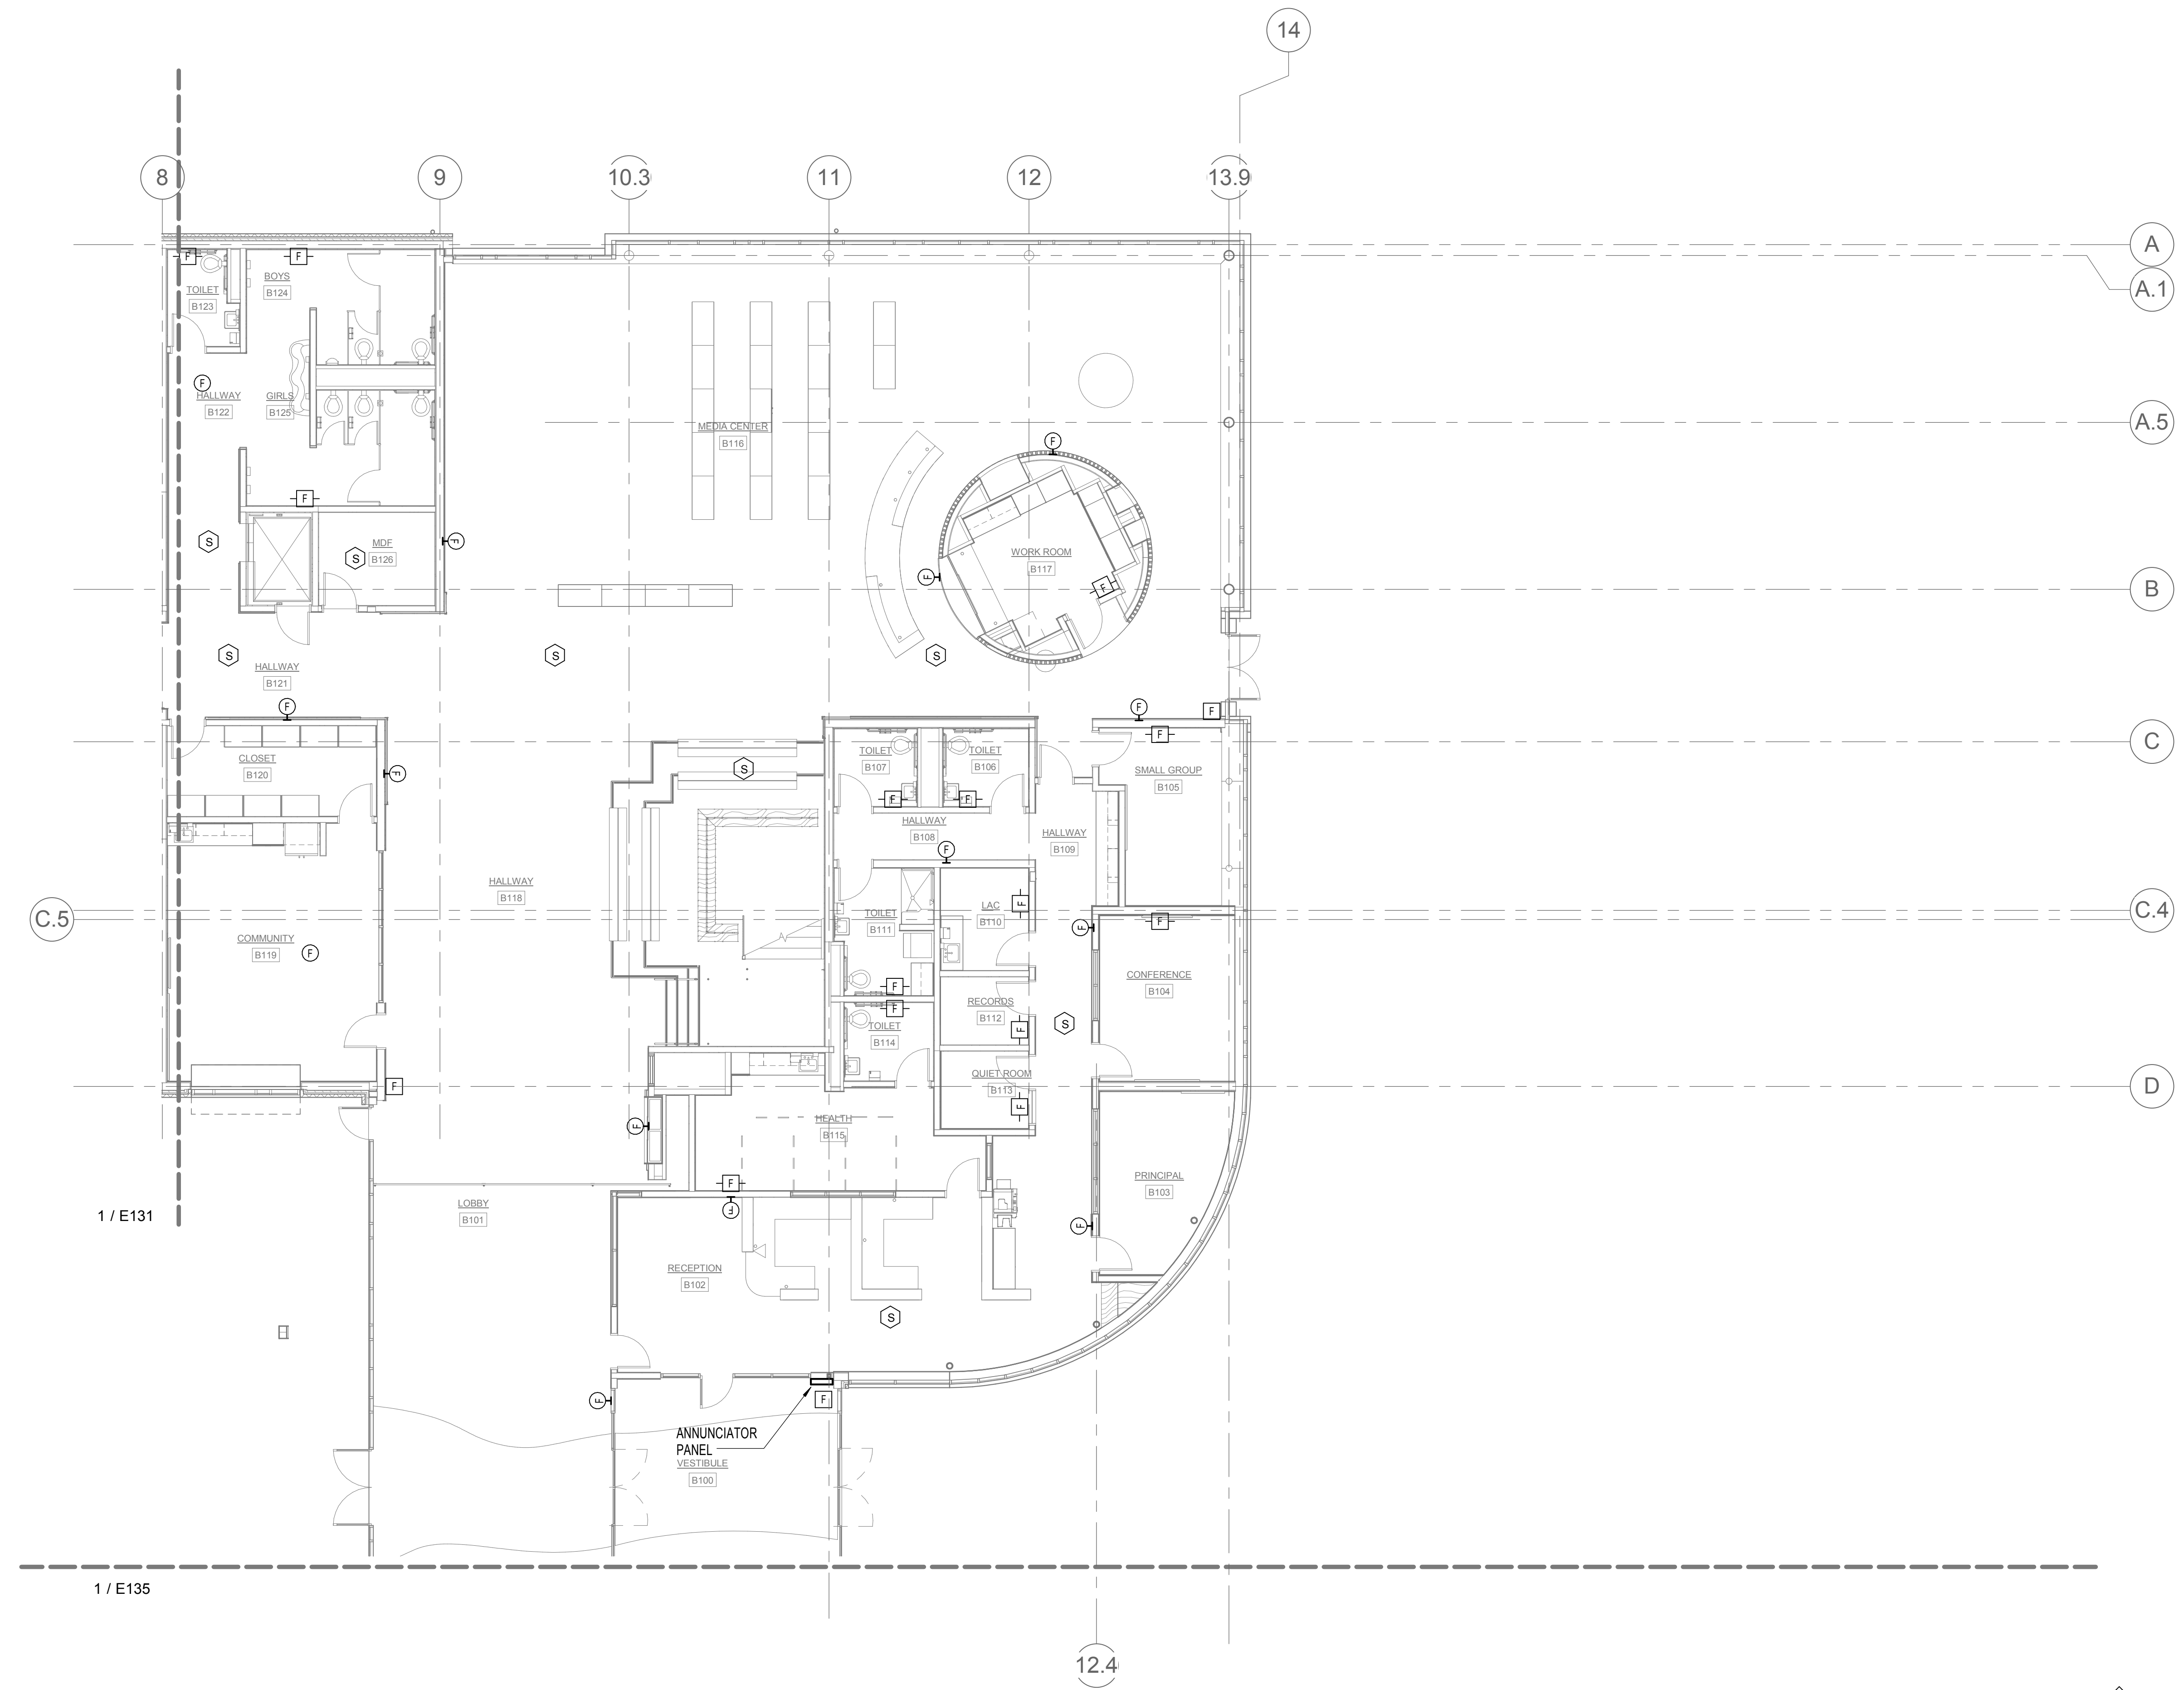 14
8
9
10.3
11
12
13.9
A
A.1
F
F
BOYS
B124
TOILET
B123
F
HALLWAY
B122
GIRLS
B125
A.5
MEDIA CENTER
B116
F
F
S
MDF
B126
S
F
WORK ROOM
B117
F
F
B
S
S
S
HALLWAY
B121
F
F
F
F
C
CLOSET
B120
F
S
TOILET
B107
TOILET
B106
SMALL GROUP
B105
F
F
HALLWAY
B108
HALLWAY
B109
F
HALLWAY
B118
LAC
B110
F
C.5
TOILET
B111
F
F
C.4
COMMUNITY
B119
F
CONFERENCE
B104
F
F
RECORDS
B112
F
S
TOILET
B114
QUIET ROOM
B113
F
F
D
HEALTH
B115
F
PRINCIPAL
B103
F
F
F
LOBBY
B101
1 / E131
RECEPTION
B102
S
F
F
ANNUNCIATOR
PANEL
VESTIBULE
B100
1 / E135
12.4